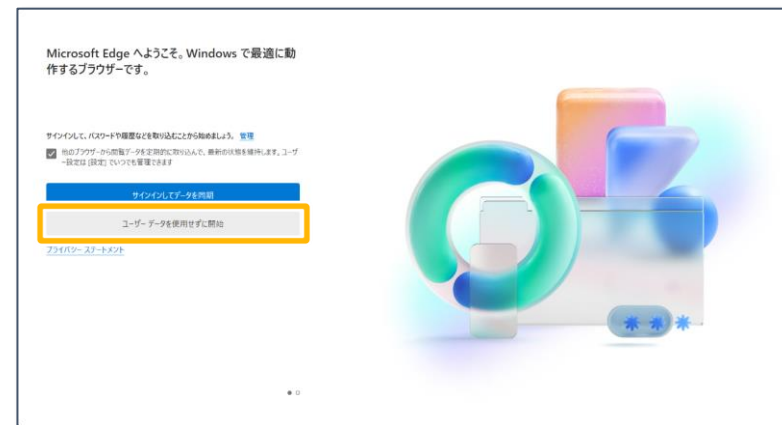 Microsoft Edge へようこそ。Windows で最適に動
作するブラウザーです。
サインインして、パスワードや履歴などを取り込むことから始めましょう。 管理
他のブラウザーから閲覧データを定期的に取り込んで、最新の状態を維持します。ユーザ
ー設定は [設定] でいつでも管理できます
サインインしてデータを同期
ユーザー データを使用せずに開始
プライバシー ステートメント